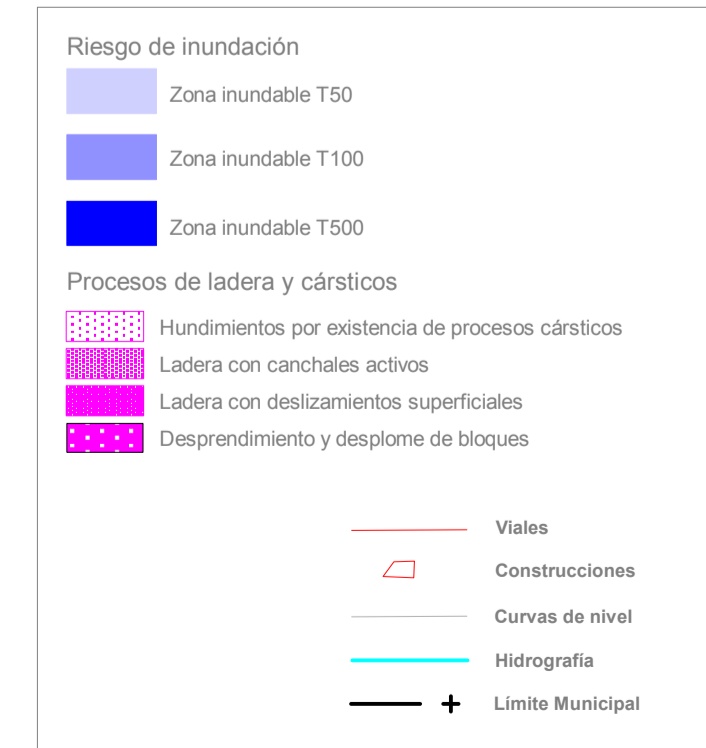 Riesgo de inundación
Zona inundable T50
Zona inundable T100
Zona inundable T500
Procesos de ladera y cársticos
Hundimientos por existencia de procesos cársticos
Ladera con canchales activos
Ladera con deslizamientos superficiales
Desprendimiento y desplome de bloques
Viales
Construcciones
Curvas de nivel
Hidrografía
Límite Municipal